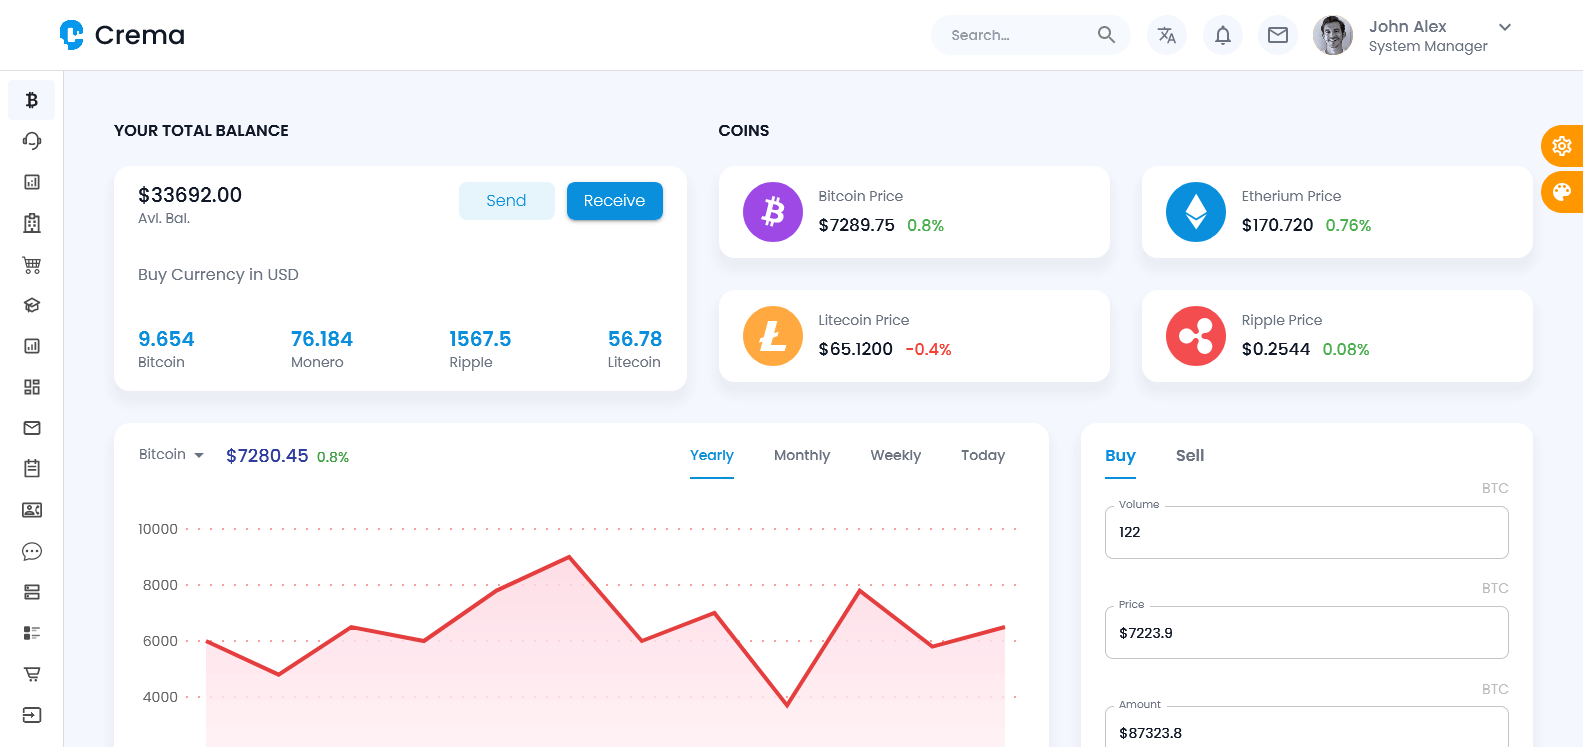 Crema
Search...
John Alex
System Manager
YOUR TOTAL BALANCE
$33692.00
Avl. Bal.
Send
Receive
Buy Currency in USD
9.654
Bitcoin
76.184
Monero
1567.5
Ripple
56.78
Litecoin
COINS
Bitcoin Price
$7289.75 0.8%
Etherium Price
$170.720 0.76%
Litecoin Price
$65.1200 -0.4%
Ripple Price
$0.2544 0.08%
Bitcoin $7280.45 0.8%
Yearly Monthly Weekly Today
10000
8000
6000
4000
Buy Sell
BTC
Volume
122
BTC
Price
$7223.9
BTC
Amount
$87323.8